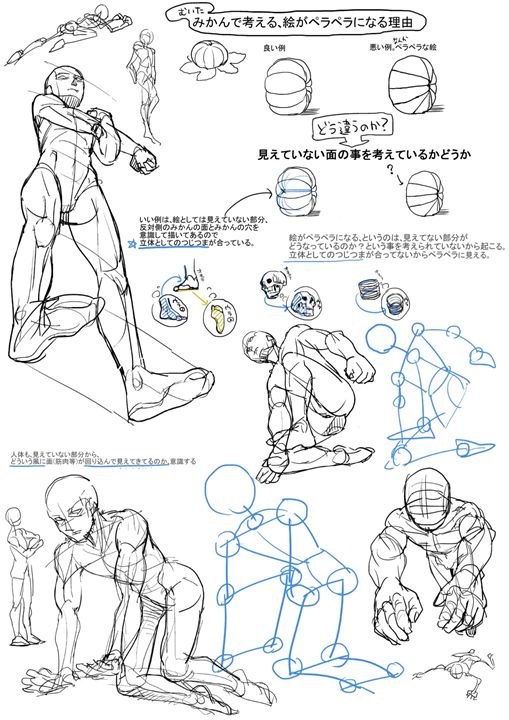 むいた
みかんで考える、絵がペラペラになる理由
良い例
なんか
悪い例。ペラペラな絵
どう違うのか?
見えていない面の事を考えているかどうか
?
いい例は、絵としては見えていない部分、
反対側のみかんの面とみかんの穴を
意識して描いてあるので
☆立体としてのつじつまが合っている。
絵がペラペラになる、というのは、見えてない部分が
どうなっているのか?という事を考えられていないから起こる。
立体としてのつじつまが合ってないからペラペラに見える。
人体も、見えていない部分から、
どういう風に面(筋肉等)が回り込んで見えてきてるのか、意識する